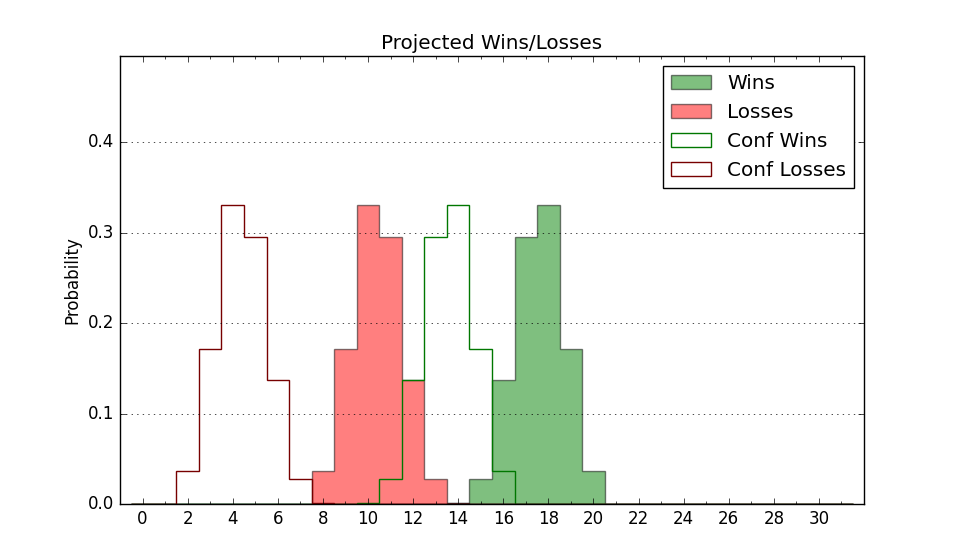 Projected Wins/Losses
Wins
Losses
Conf Wins
Conf Losses
Probability
0.4
0.3
0.2
0.1
0.0
0 2 4 6 8 10 12 14 16 18 20 22 24 26 28 30